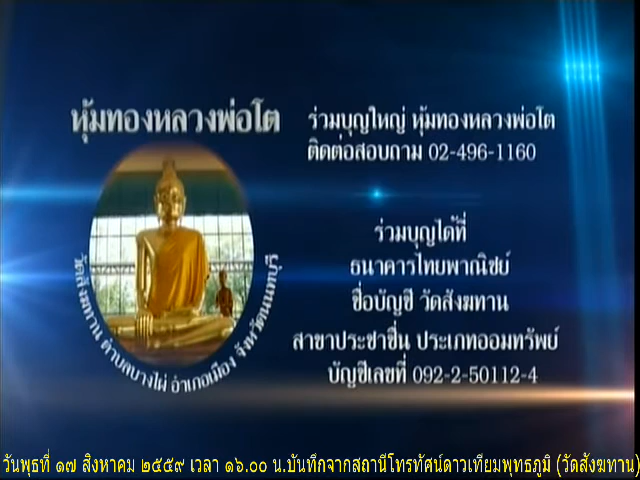 หุ้มทองหลวงพ่อโต
วัดสังฆทาน ตำบลบางไผ่ อำเภอเมือง จังหวัดนนทบุรี
ร่วมบุญใหญ่ หุ้มทองหลวงพ่อโต
ติดต่อสอบถาม 02-496-1160
ร่วมบุญได้ที่
ธนาคารไทยพาณิชย์
ชื่อบัญชี วัดสังฆทาน
สาขาประชาชื่น ประเภทออมทรัพย์
บัญชีเลขที่ 092-2-50112-4
วันพุธที่ ๑๗ สิงหาคม ๒๕๕๙ เวลา ๑๖.๐๐ น.บันทึกจากสถานีโทรทัศน์ดาวเทียมพุทธภูมิ (วัดสังฆทาน)